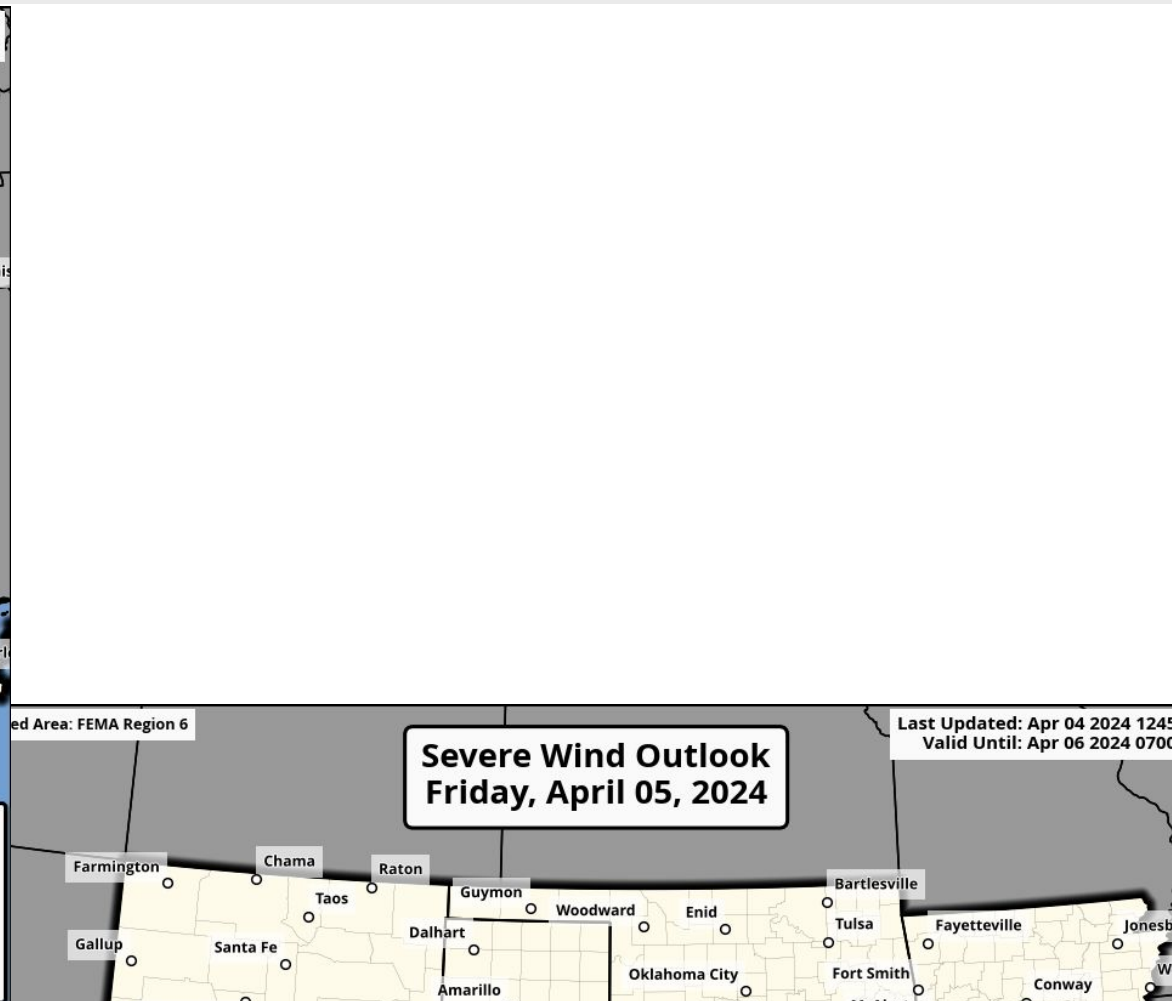 ed Area: FEMA Region 6
Severe Wind Outlook
Friday, April 05, 2024
Last Updated: Apr 04 2024 1245
Valid Until: Apr 06 2024 0700
Farmington
Chama
Raton
Taos
Guymon
Woodward
Enid
Bartlesville
Tulsa
Fayetteville
Jonesb
Gallup
Santa Fe
Dalhart
Amarillo
Oklahoma City
Fort Smith
Conway